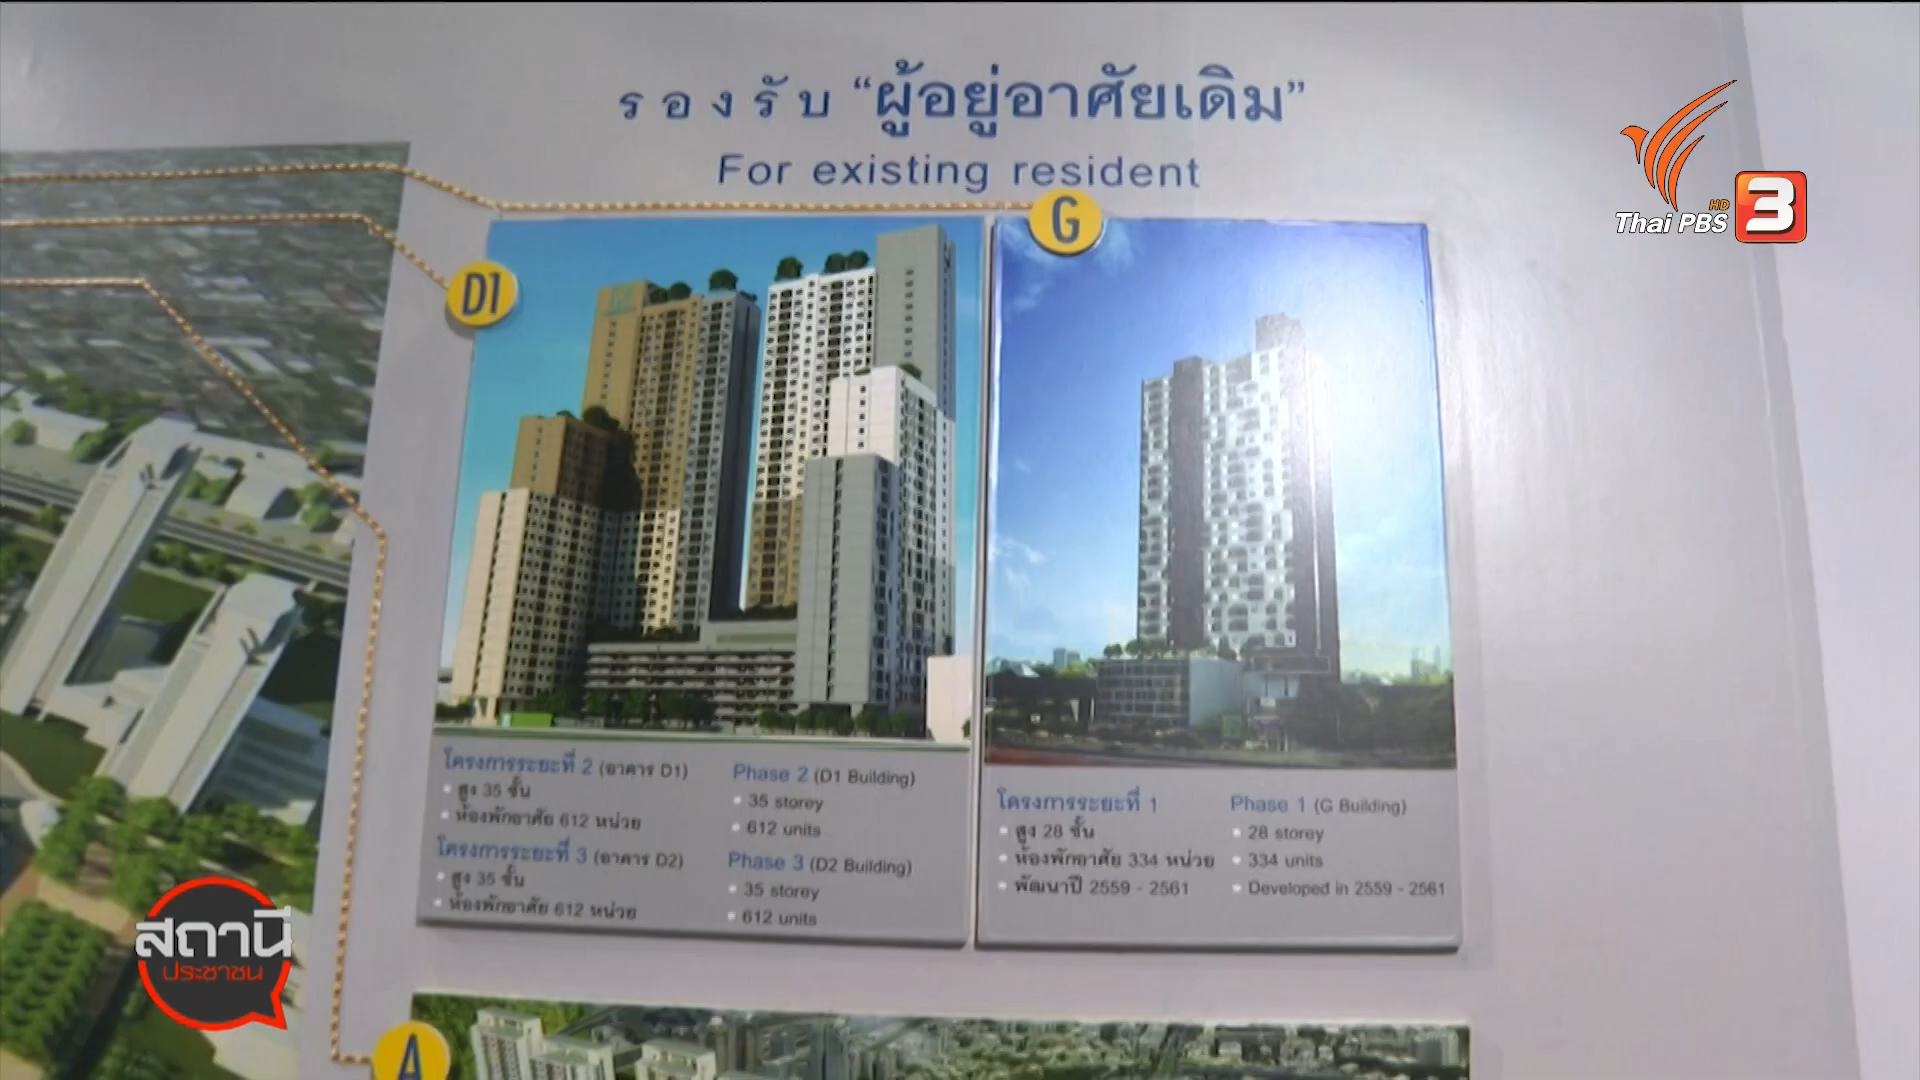 รองรับ “ผู้อยู่อาศัยเดิม”
For existing resident
Thai PBS HD 3
G
D1
โครงการระยะที่ 2 (อาคาร D1)
• สูง 35 ชั้น
• ห้องพักอาศัย 612 หน่วย
โครงการระยะที่ 3 (อาคาร D2)
• สูง 35 ชั้น
• ห้องพักอาศัย 612 หน่วย
Phase 2 (D1 Building)
• 35 storey
• 612 units
Phase 3 (D2 Building)
• 35 storey
• 612 units
โครงการระยะที่ 1
• สูง 28 ชั้น
• ห้องพักอาศัย 334 หน่วย
• พัฒนาปี 2559 - 2561
Phase 1 (G Building)
• 28 storey
• 334 units
• Developed in 2559 - 2561
สถานี
ประชาชน
A